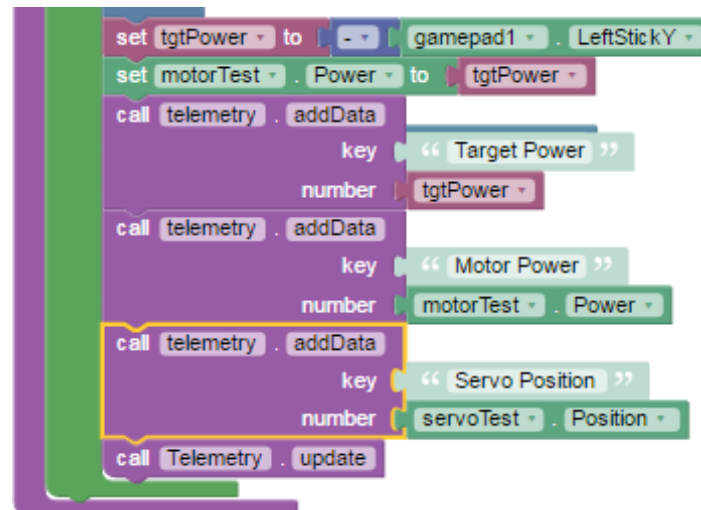 set tgtPower to - gamepad1 . LeftStickY
set motorTest . Power to tgtPower
call telemetry . addData
key “ Target Power ”
number tgtPower
call telemetry . addData
key “ Motor Power ”
number motorTest . Power
call telemetry . addData
key “ Servo Position ”
number servoTest . Position
call Telemetry . update